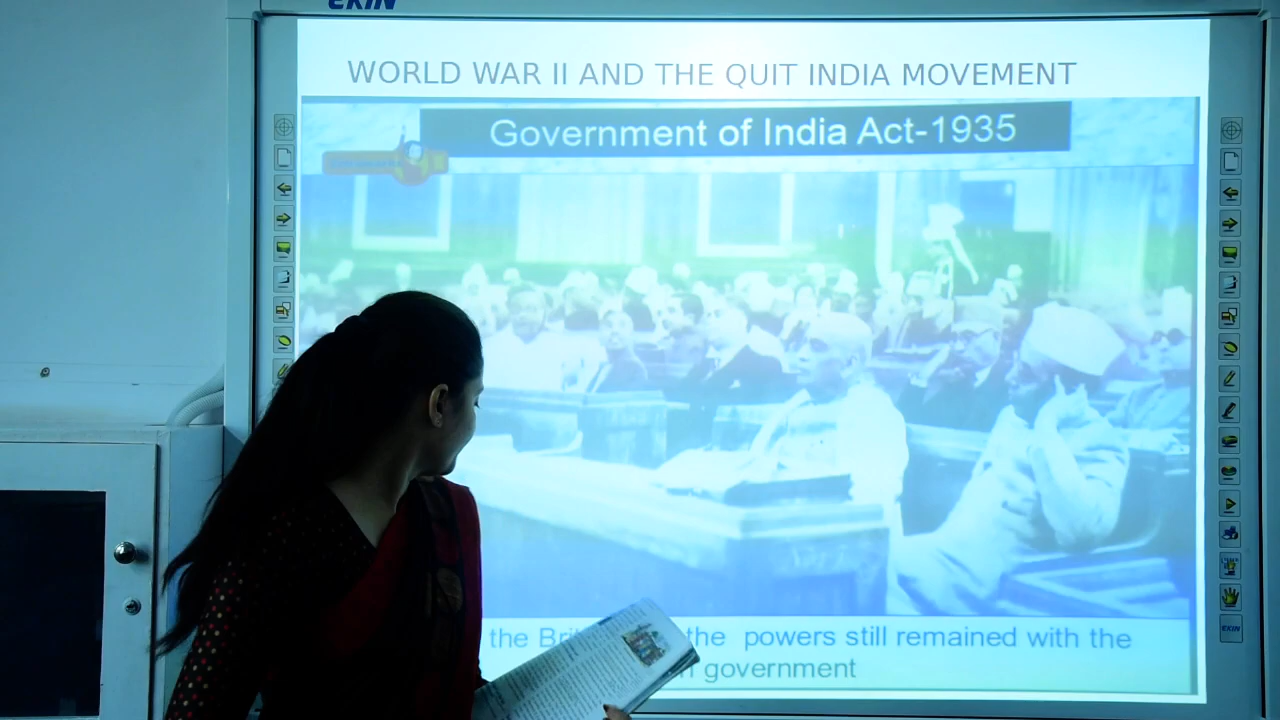 EKIN
WORLD WAR II AND THE QUIT INDIA MOVEMENT
Government of India Act-1935
the the powers still remained with the
government
EKIN